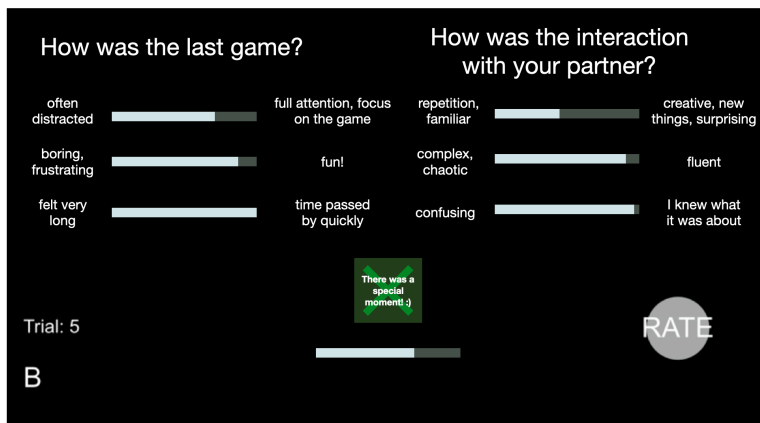 How was the last game?
How was the interaction
with your partner?
often
distracted
full attention, focus
on the game
repetition,
familiar
creative, new
things, surprising
boring,
frustrating
fun!
complex,
chaotic
fluent
felt very
long
time passed
by quickly
confusing
I knew what
it was about
There was a
special
moment! :)
Trial: 5
RATE
B